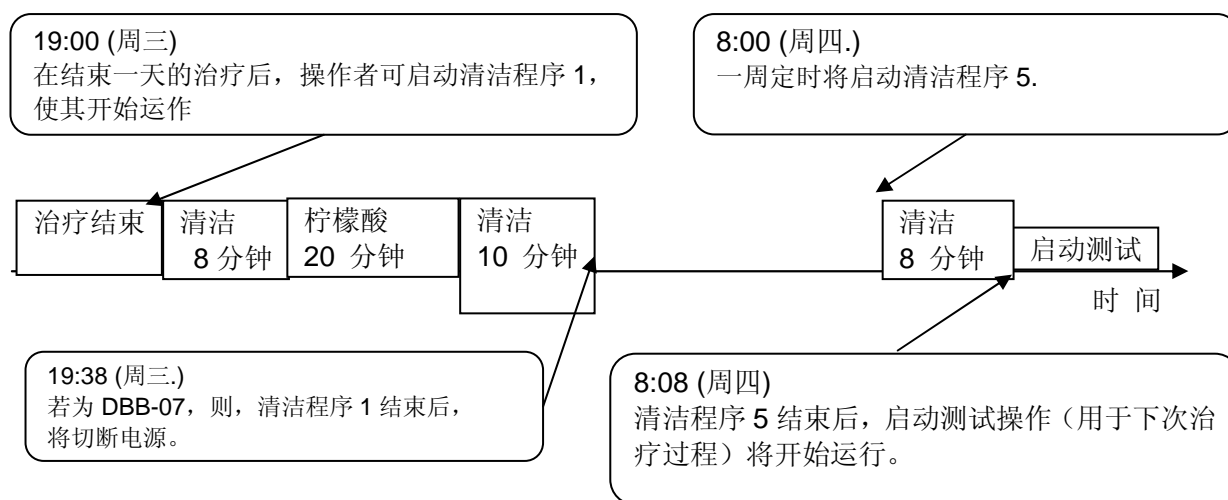 19:00 (周三)
在结束一天的治疗后，操作者可启动清洁程序 1，
使其开始运作
8:00 (周四.)
一周定时将启动清洁程序 5.
治疗结束
清洁
8 分钟
柠檬酸
20 分钟
清洁
10 分钟
清洁
8 分钟
启动测试
时 间
19:38 (周三.)
若为 DBB-07，则，清洁程序 1 结束后，
将切断电源。
8:08 (周四)
清洁程序 5 结束后，启动测试操作（用于下次治
疗过程）将开始运行。